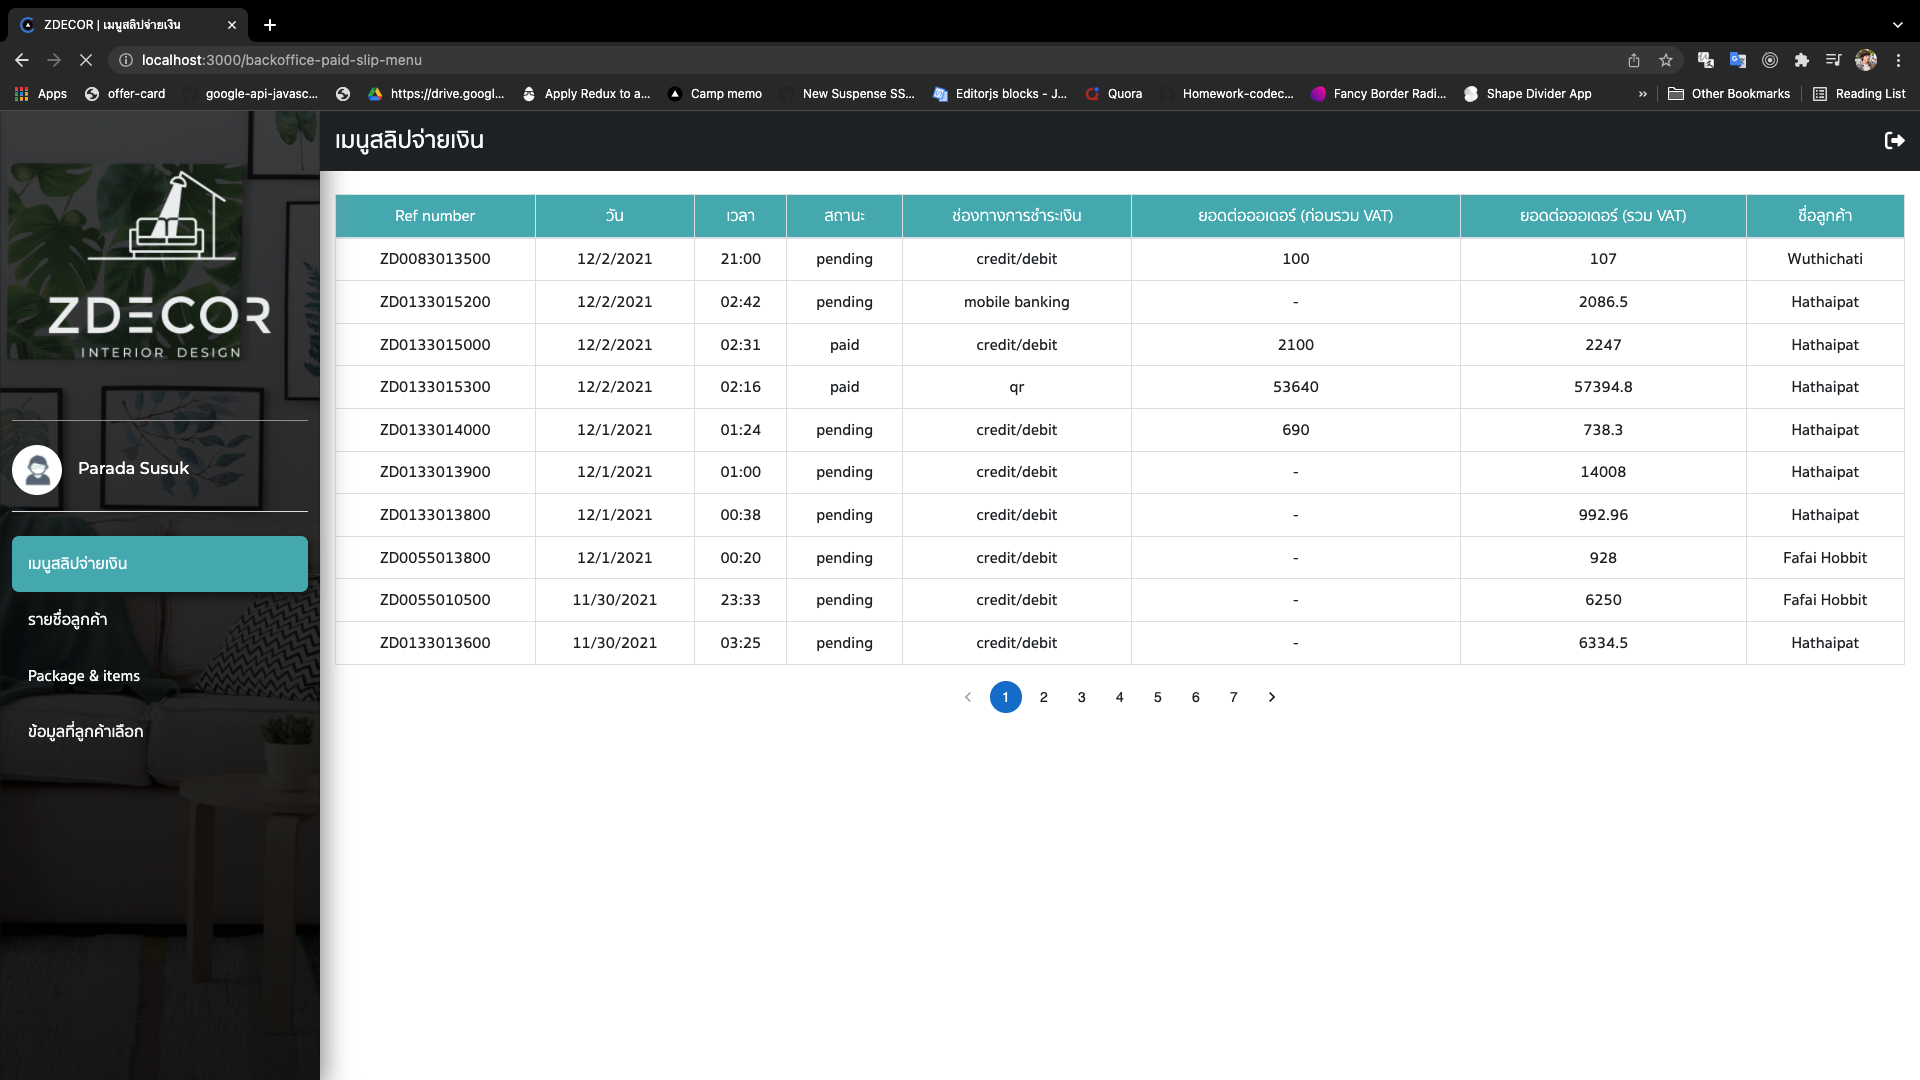 ZDECOR | เมนูสลิปจ่ายเงิน
localhost:3000/backoffice-paid-slip-menu
Apps offer-card google-api-javasc... https://drive.googl... Apply Redux to a... Camp memo New Suspense SS... Editorjs blocks - J... Quora Homework-codec... Fancy Border Radi... Shape Divider App » Other Bookmarks Reading List
ZDECOR
INTERIOR DESIGN
Parada Susuk
เมนูสลิปจ่ายเงิน
รายชื่อลูกค้า
Package & items
ข้อมูลที่ลูกค้าเลือก
เมนูสลิปจ่ายเงิน
Ref number วัน เวลา สถานะ ช่องทางการชำระเงิน ยอดต่อออเดอร์ (ก่อนรวม VAT) ยอดต่อออเดอร์ (รวม VAT) ชื่อลูกค้า
ZD0083013500 12/2/2021 21:00 pending credit/debit 100 107 Wuthichati
ZD0133015200 12/2/2021 02:42 pending mobile banking - 2086.5 Hathaipat
ZD0133015000 12/2/2021 02:31 paid credit/debit 2100 2247 Hathaipat
ZD0133015300 12/2/2021 02:16 paid qr 53640 57394.8 Hathaipat
ZD0133014000 12/1/2021 01:24 pending credit/debit 690 738.3 Hathaipat
ZD0133013900 12/1/2021 01:00 pending credit/debit - 14008 Hathaipat
ZD0133013800 12/1/2021 00:38 pending credit/debit - 992.96 Hathaipat
ZD0055013800 12/1/2021 00:20 pending credit/debit - 928 Fafai Hobbit
ZD0055010500 11/30/2021 23:33 pending credit/debit - 6250 Fafai Hobbit
ZD0133013600 11/30/2021 03:25 pending credit/debit - 6334.5 Hathaipat
1 2 3 4 5 6 7